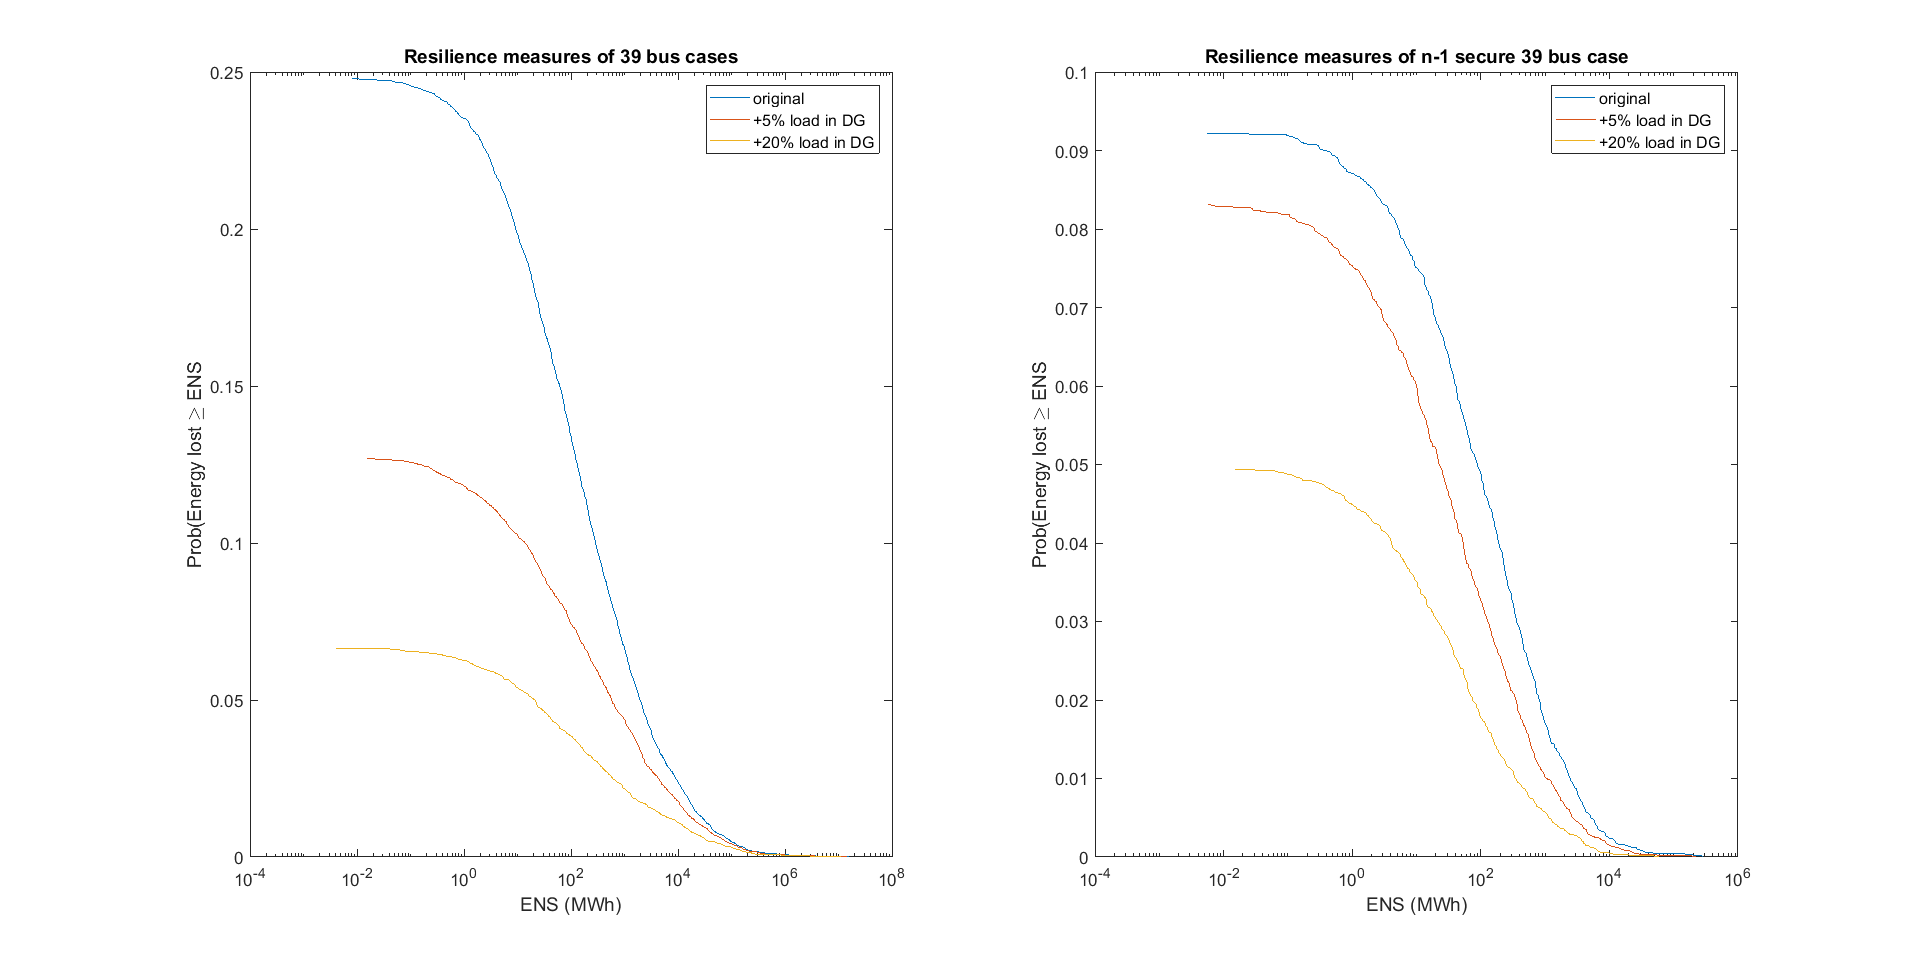 Resilience measures of 39 bus cases
0.25
0.2
0.15
0.1
0.05
0
Prob(Energy lost ≥ ENS
original
+5% load in DG
+20% load in DG
10^-4 10^-2 10^0 10^2 10^4 10^6 10^8
ENS (MWh)
Resilience measures of n-1 secure 39 bus case
0.1
0.09
0.08
0.07
0.06
0.05
0.04
0.03
0.02
0.01
0
Prob(Energy lost ≥ ENS
original
+5% load in DG
+20% load in DG
10^-4 10^-2 10^0 10^2 10^4 10^6
ENS (MWh)